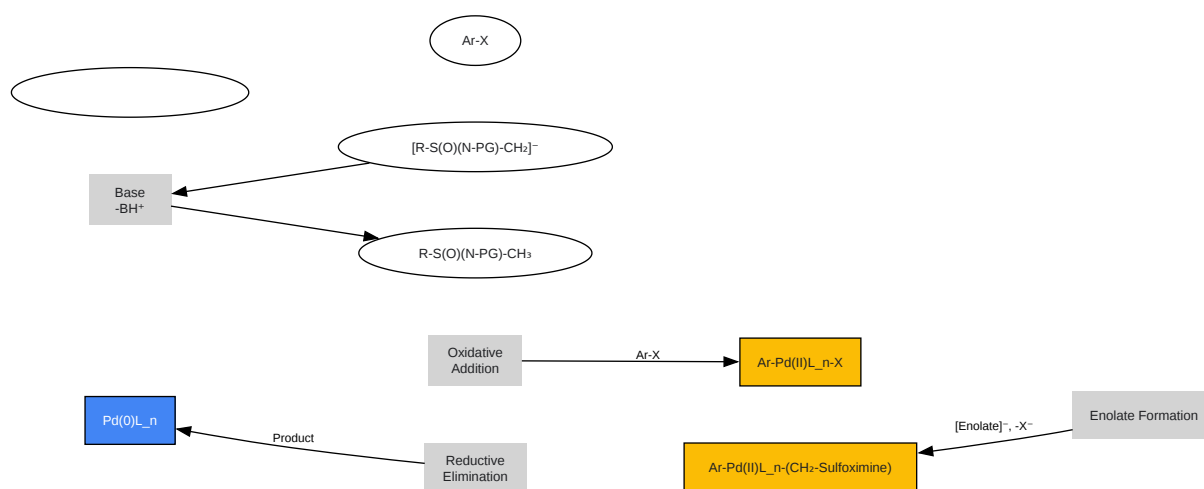 Ar-X
[R-S(O)(N-PG)-CH₂]⁻
Base
-BH⁺
R-S(O)(N-PG)-CH₃
Oxidative
Addition
Ar-X
Ar-Pd(II)L_n-X
Pd(0)L_n
Product
Reductive
Elimination
[Enolate]⁻, -X⁻
Enolate Formation
Ar-Pd(II)L_n-(CH₂-Sulfoximine)